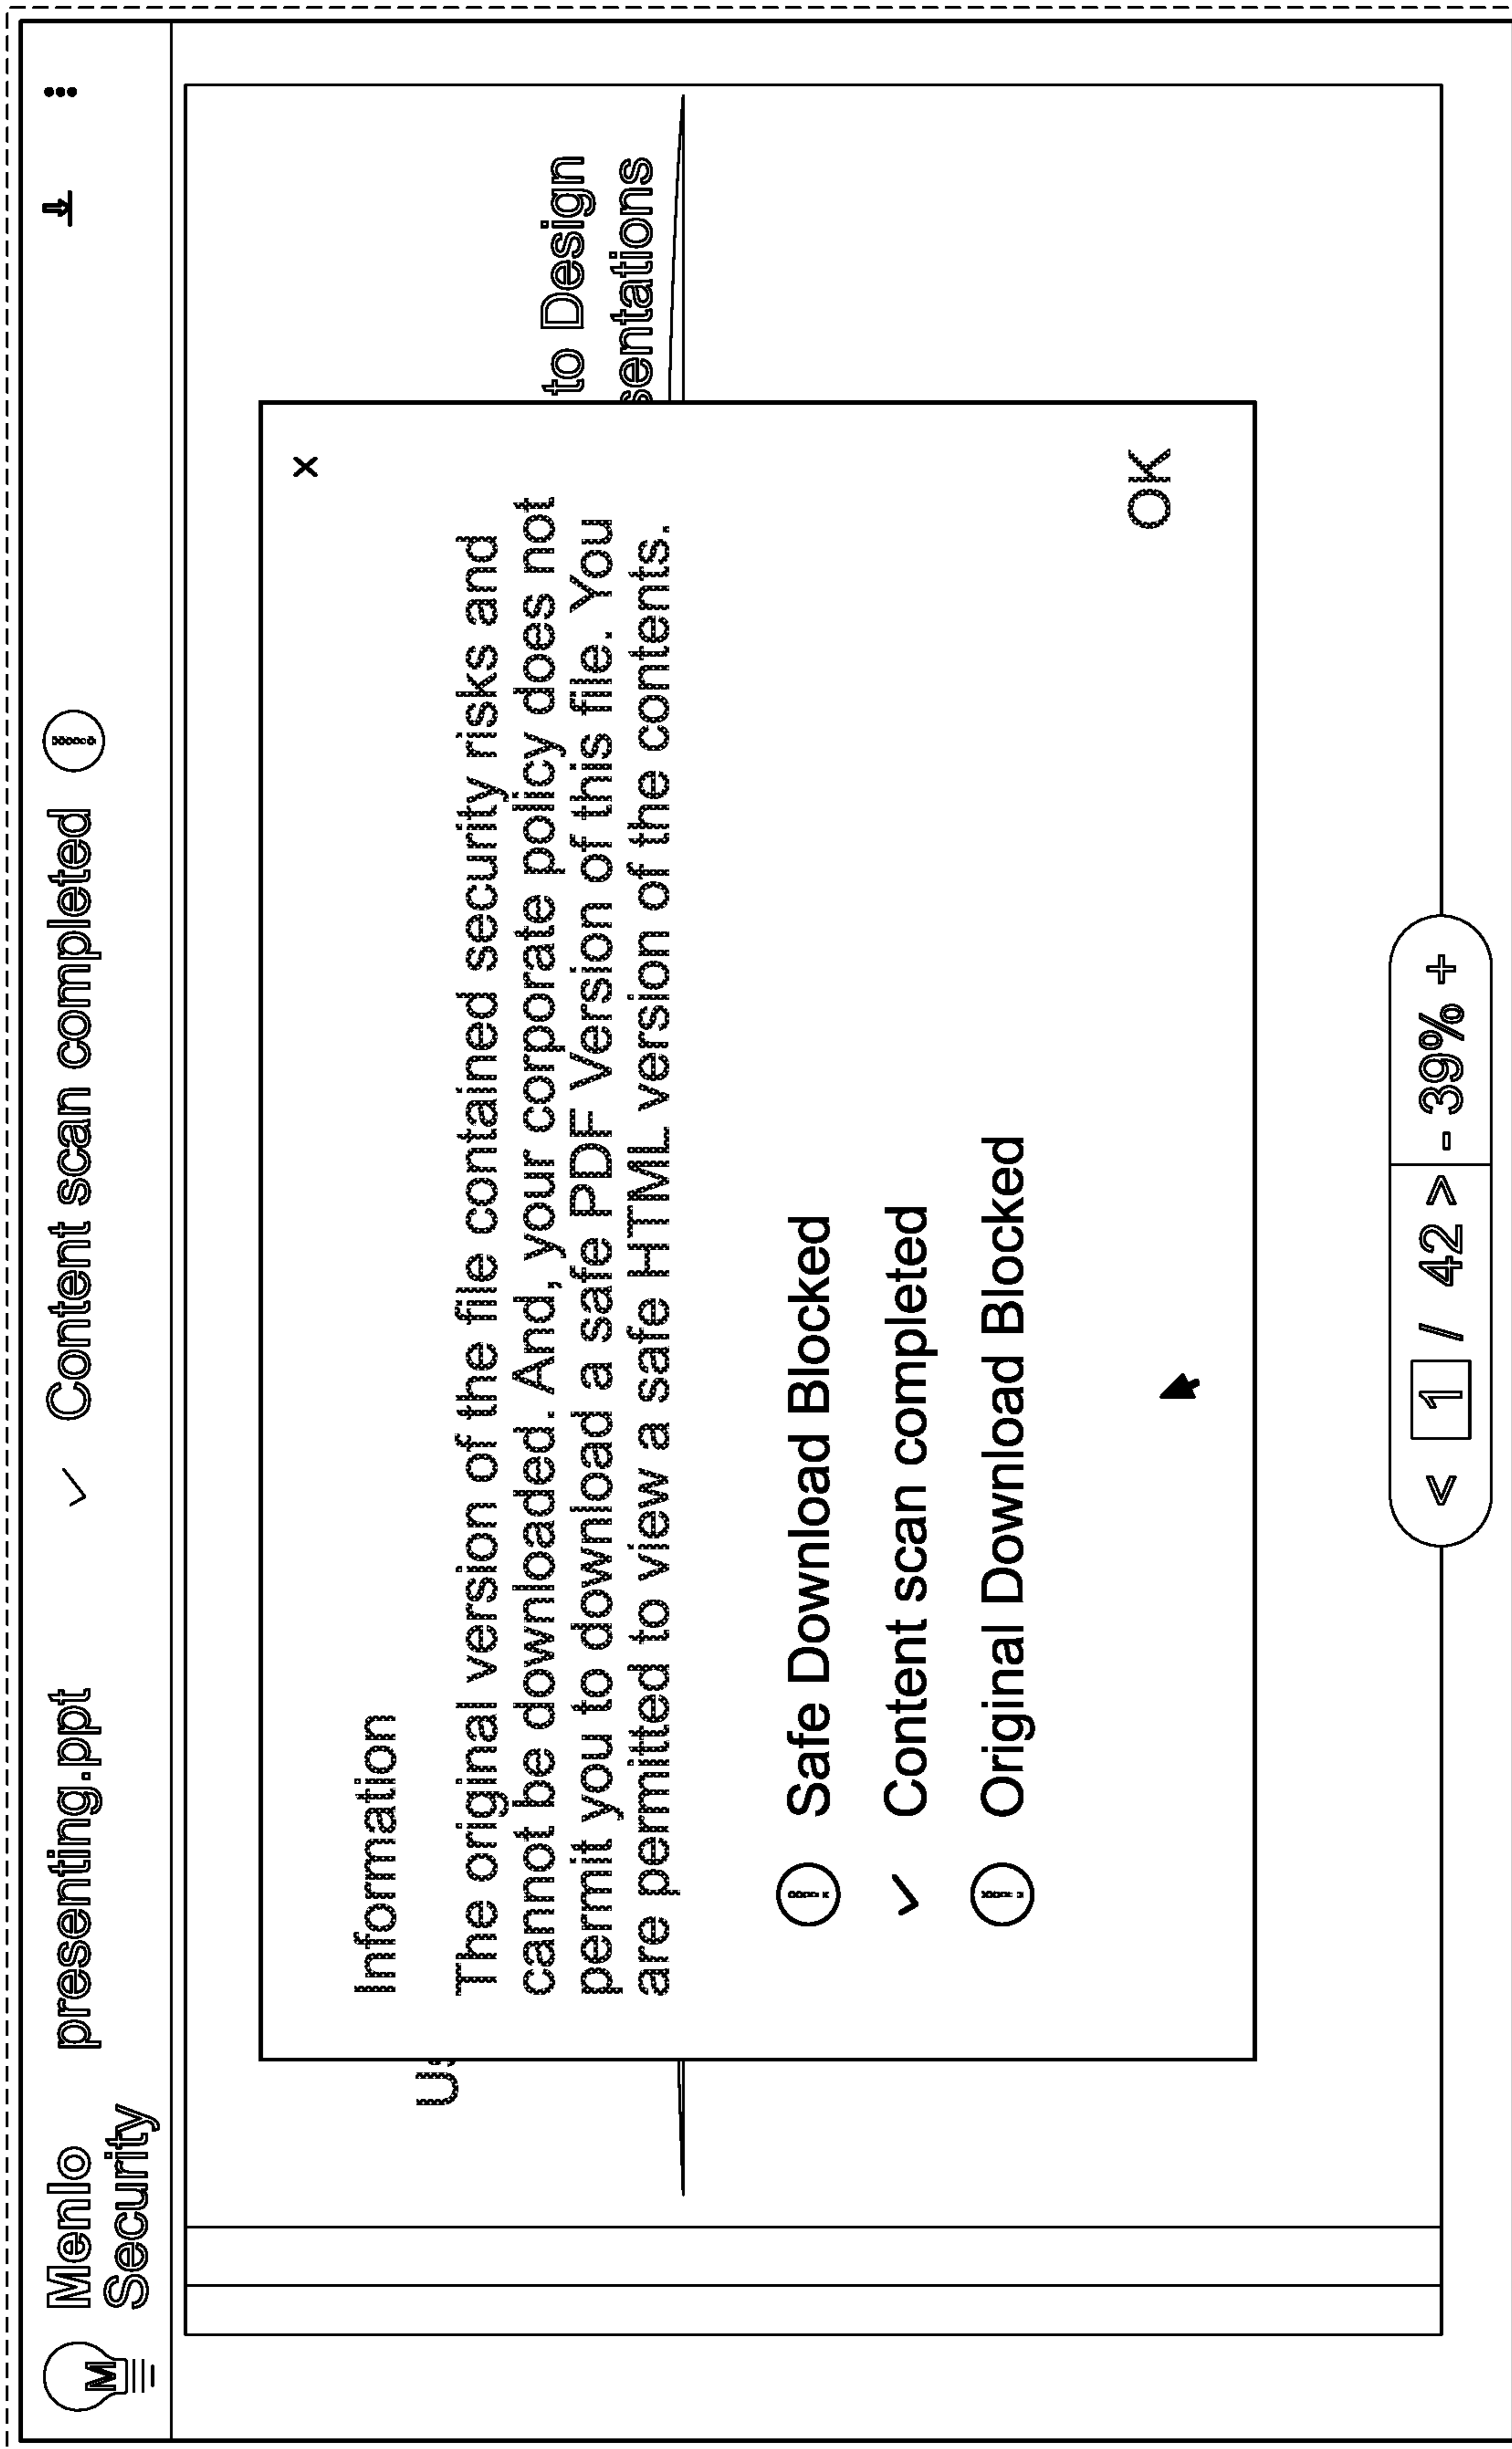 M
Menlo
Security
presenting.ppt
Content scan completed
to Design
sentations
x
Information
The original version of the file contained security risks and
cannot be downloaded. And, your corporate policy does not
permit you to download a safe PDF Version of this file. You
are permitted to view a safe HTML version of the contents.
Safe Download Blocked
Content scan completed
Original Download Blocked
OK
< 1 / 42 > - 39% +